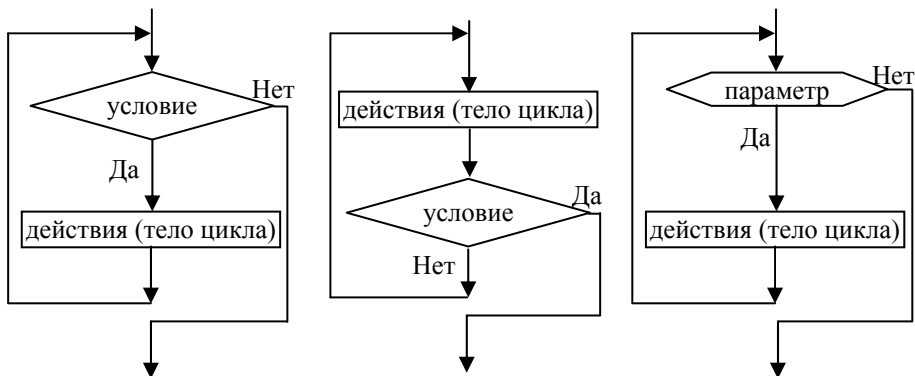 Нет
условие
Да
действия (тело цикла)
действия (тело цикла)
Да
условие
Нет
Нет
параметр
Да
действия (тело цикла)